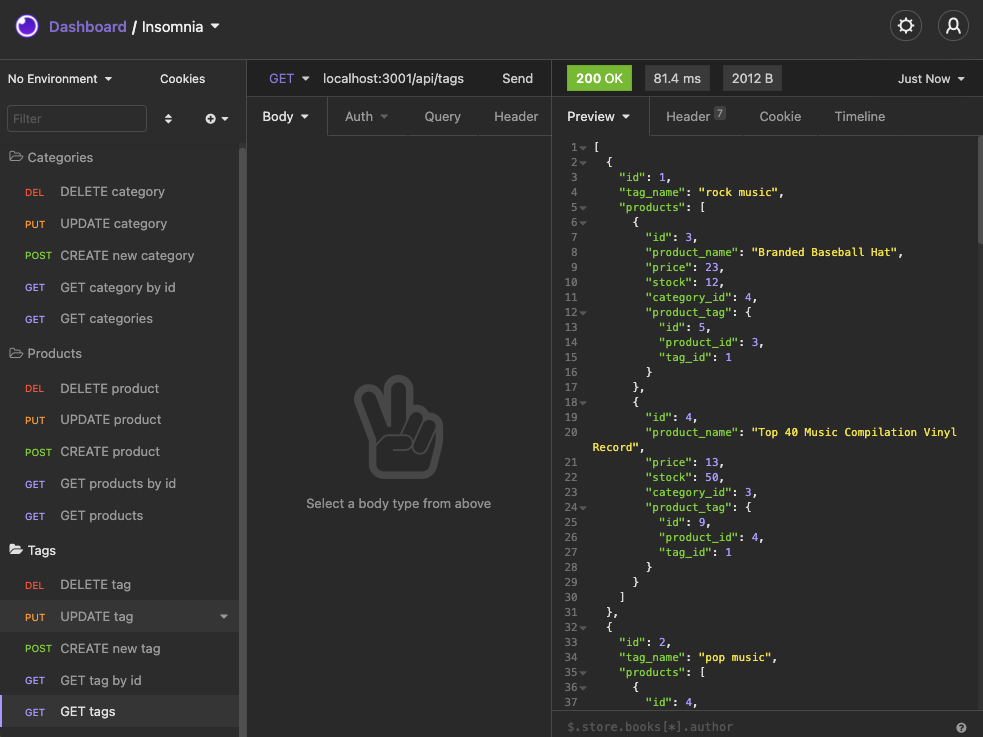 Dashboard / Insomnia
No Environment
Cookies
Filter
Categories
DEL DELETE category
PUT UPDATE category
POST CREATE new category
GET GET category by id
GET GET categories
Products
DEL DELETE product
PUT UPDATE product
POST CREATE product
GET GET products by id
GET GET products
Tags
DEL DELETE tag
PUT UPDATE tag
POST CREATE new tag
GET GET tag by id
GET GET tags
GET localhost:3001/api/tags Send
Body Auth Query Header
Select a body type from above
200 OK 81.4 ms 2012 B Just Now
Preview Header 7 Cookie Timeline
1 [
2 {
3 "id": 1,
4 "tag_name": "rock music",
5 "products": [
6 {
7 "id": 3,
8 "product_name": "Branded Baseball Hat",
9 "price": 23,
10 "stock": 12,
11 "category_id": 4,
12 "product_tag": {
13 "id": 5,
14 "product_id": 3,
15 "tag_id": 1
16 }
17 },
18 {
19 "id": 4,
20 "product_name": "Top 40 Music Compilation Vinyl
Record",
21 "price": 13,
22 "stock": 50,
23 "category_id": 3,
24 "product_tag": {
25 "id": 9,
26 "product_id": 4,
27 "tag_id": 1
28 }
29 }
30 ]
31 },
32 {
33 "id": 2,
34 "tag_name": "pop music",
35 "products": [
36 {
37 "id": 4,
$.store.books[*].author